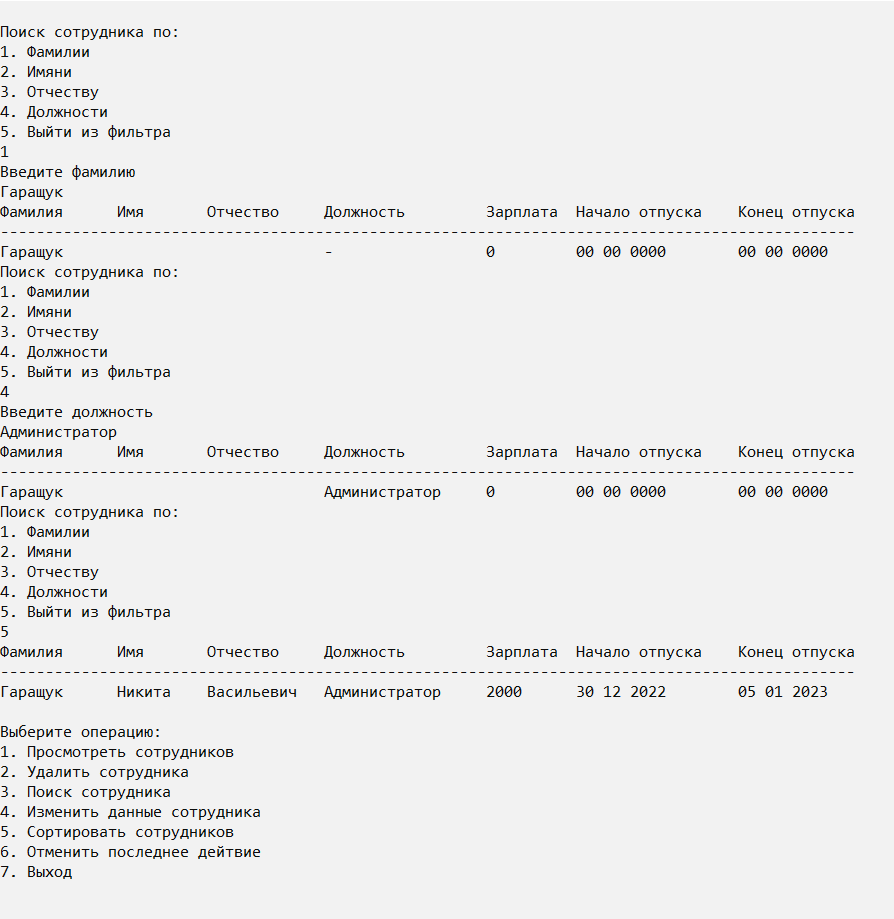 Поиск сотрудника по:
1. Фамилии
2. Имяни
3. Отчеству
4. Должности
5. Выйти из фильтра
1
Введите фамилию
Гаращук
Фамилия Имя Отчество Должность Зарплата Начало отпуска Конец отпуска
-----------------------------------------------------------------------------------------------
Гаращук - 0 00 00 0000 00 00 0000
Поиск сотрудника по:
1. Фамилии
2. Имяни
3. Отчеству
4. Должности
5. Выйти из фильтра
4
Введите должность
Администратор
Фамилия Имя Отчество Должность Зарплата Начало отпуска Конец отпуска
-----------------------------------------------------------------------------------------------
Гаращук Администратор 0 00 00 0000 00 00 0000
Поиск сотрудника по:
1. Фамилии
2. Имяни
3. Отчеству
4. Должности
5. Выйти из фильтра
5
Фамилия Имя Отчество Должность Зарплата Начало отпуска Конец отпуска
-----------------------------------------------------------------------------------------------
Гаращук Никита Васильевич Администратор 2000 30 12 2022 05 01 2023
Выберите операцию:
1. Просмотреть сотрудников
2. Удалить сотрудника
3. Поиск сотрудника
4. Изменить данные сотрудника
5. Сортировать сотрудников
6. Отменить последнее дейтвие
7. Выход